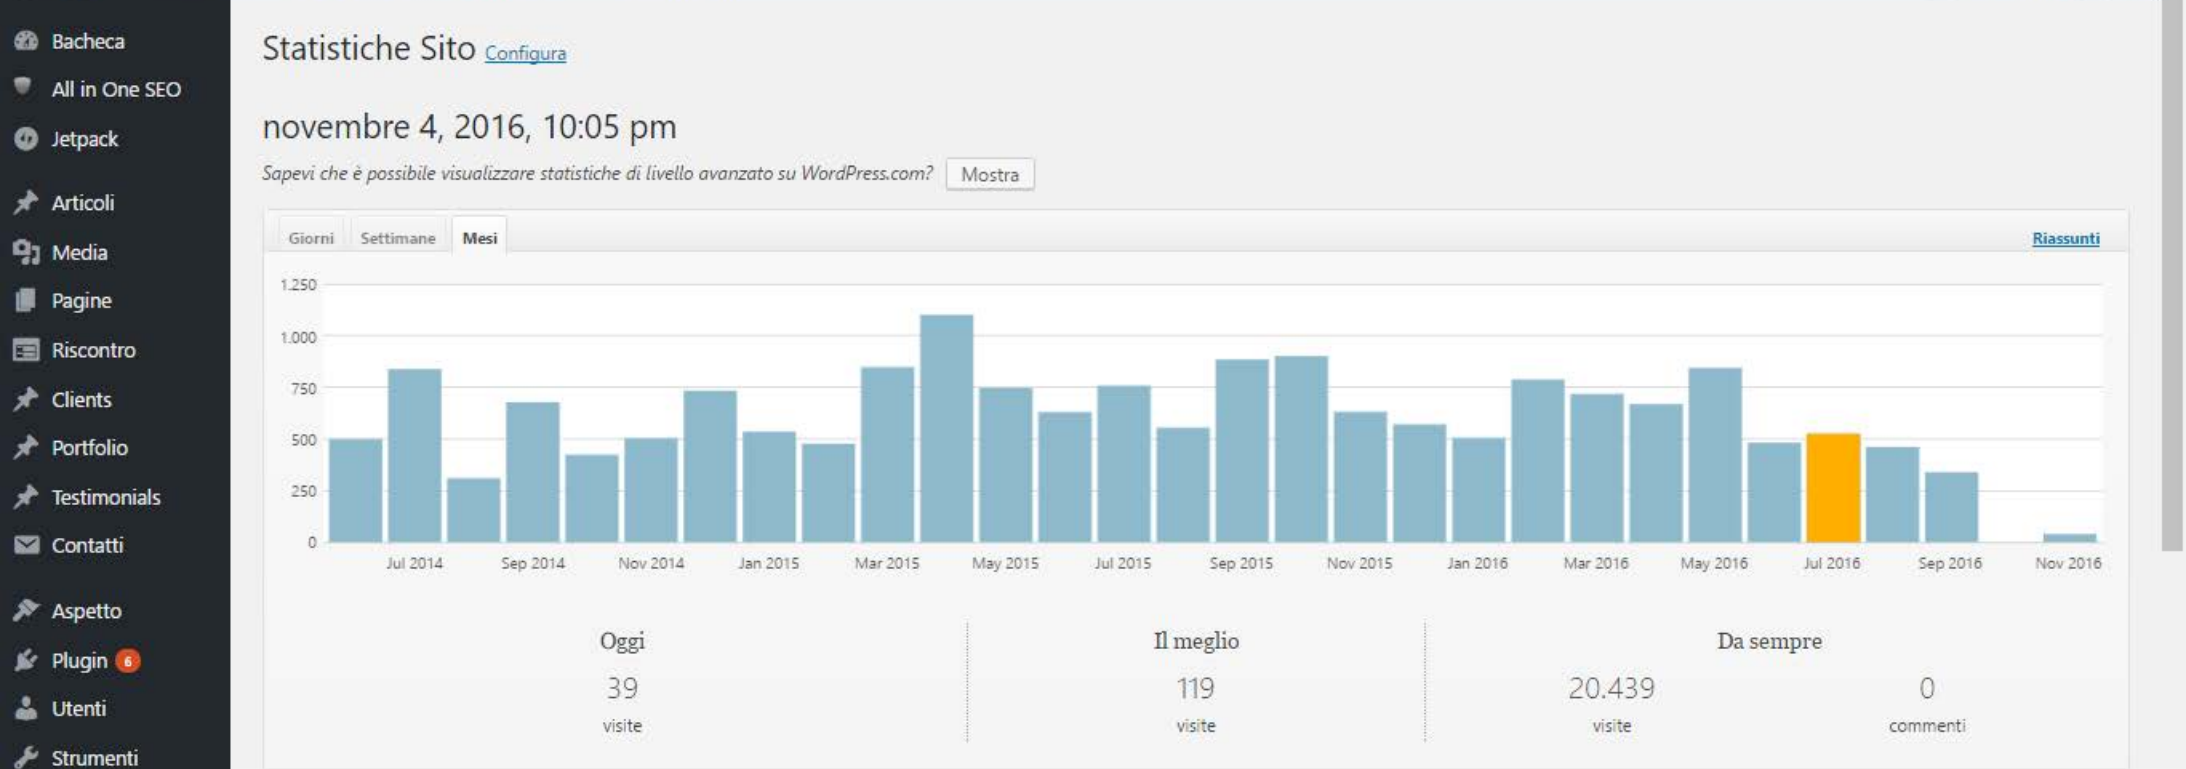 Bacheca
All in One SEO
Jetpack
Articoli
Media
Pagine
Riscontro
Clients
Portfolio
Testimonials
Contatti
Aspetto
Plugin 6
Utenti
Strumenti
Statistiche Sito Configura
novembre 4, 2016, 10:05 pm
Sapevi che è possibile visualizzare statistiche di livello avanzato su WordPress.com? Mostra
Giorni Settimane Mesi Riassunti
1.250
1.000
750
500
250
0
Jul 2014 Sep 2014 Nov 2014 Jan 2015 Mar 2015 May 2015 Jul 2015 Sep 2015 Nov 2015 Jan 2016 Mar 2016 May 2016 Jul 2016 Sep 2016 Nov 2016
Oggi Il meglio Da sempre
39 119 20.439 0
visite visite visite commenti